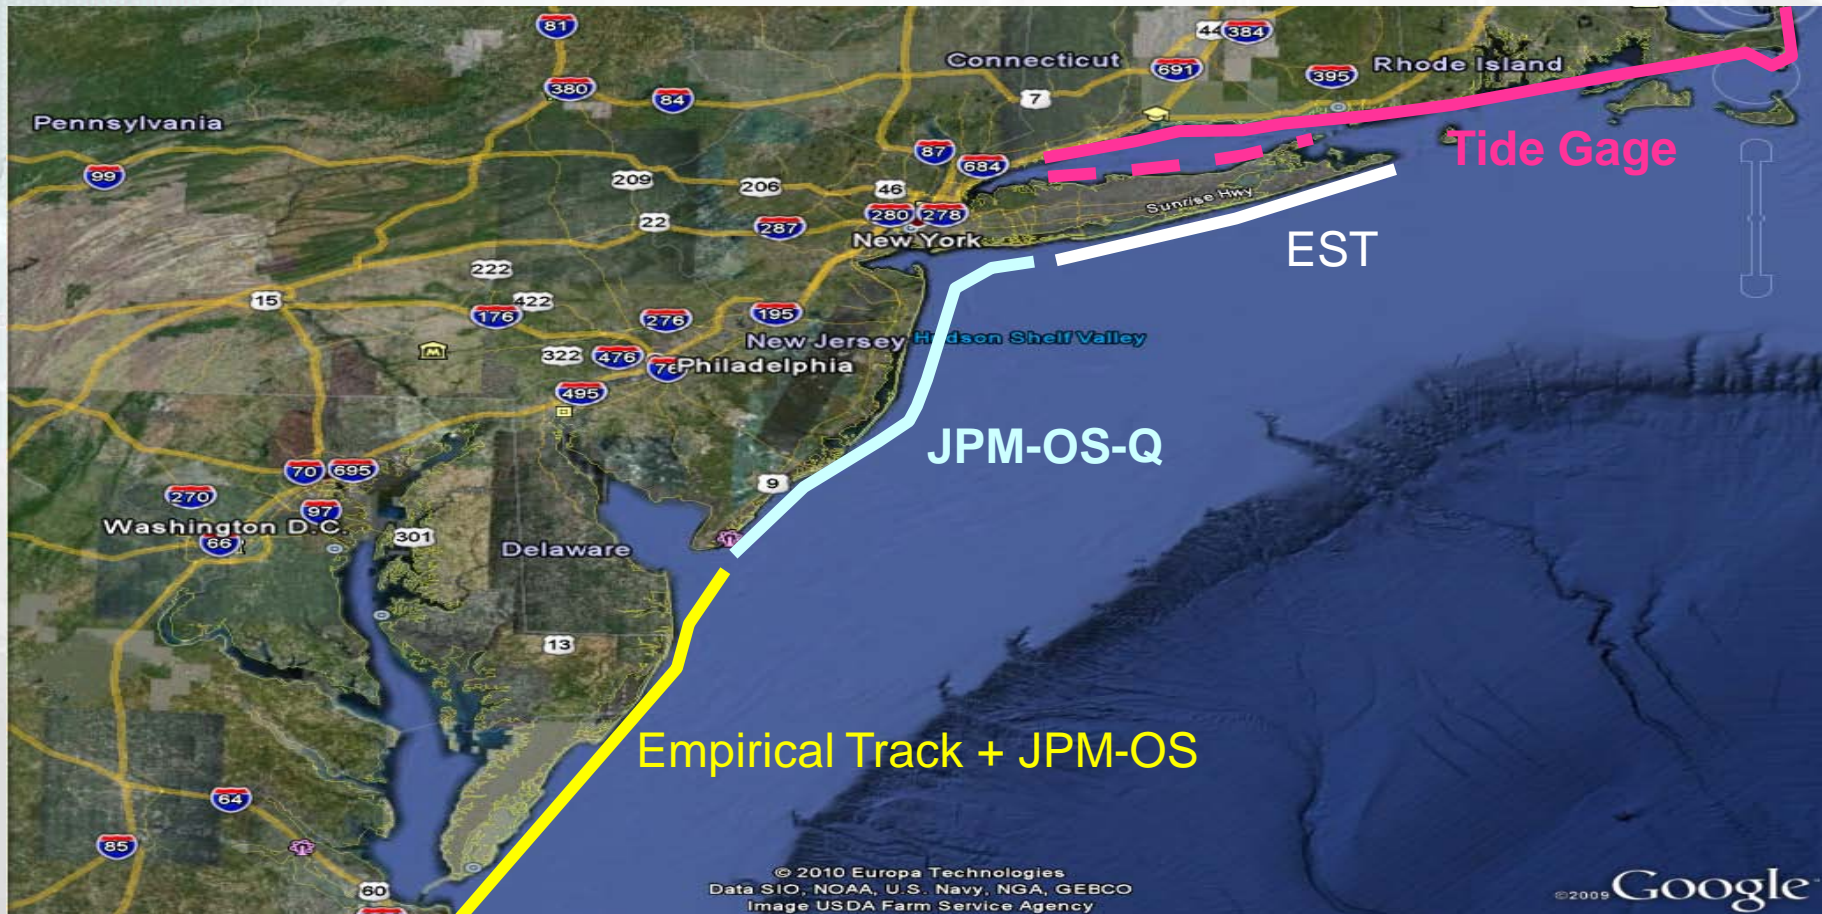 81
44
384
Connecticut
691
395
Rhode Island
380
84
7
Pennsylvania
87
684
Tide Gage
99
209
206
46
Sunrise Hwy
280
278
22
287
New York
EST
222
15
422
176
276
195
New Jersey
Hudson Shelf Valley
322
476
76
Philadelphia
495
JPM-OS-Q
70
695
9
270
97
Washington D.C.
66
301
Delaware
13
Empirical Track + JPM-OS
64
85
60
© 2010 Europa Technologies
Data SIO, NOAA, U.S. Navy, NGA, GEBCO
Image USDA Farm Service Agency
©2009 Google